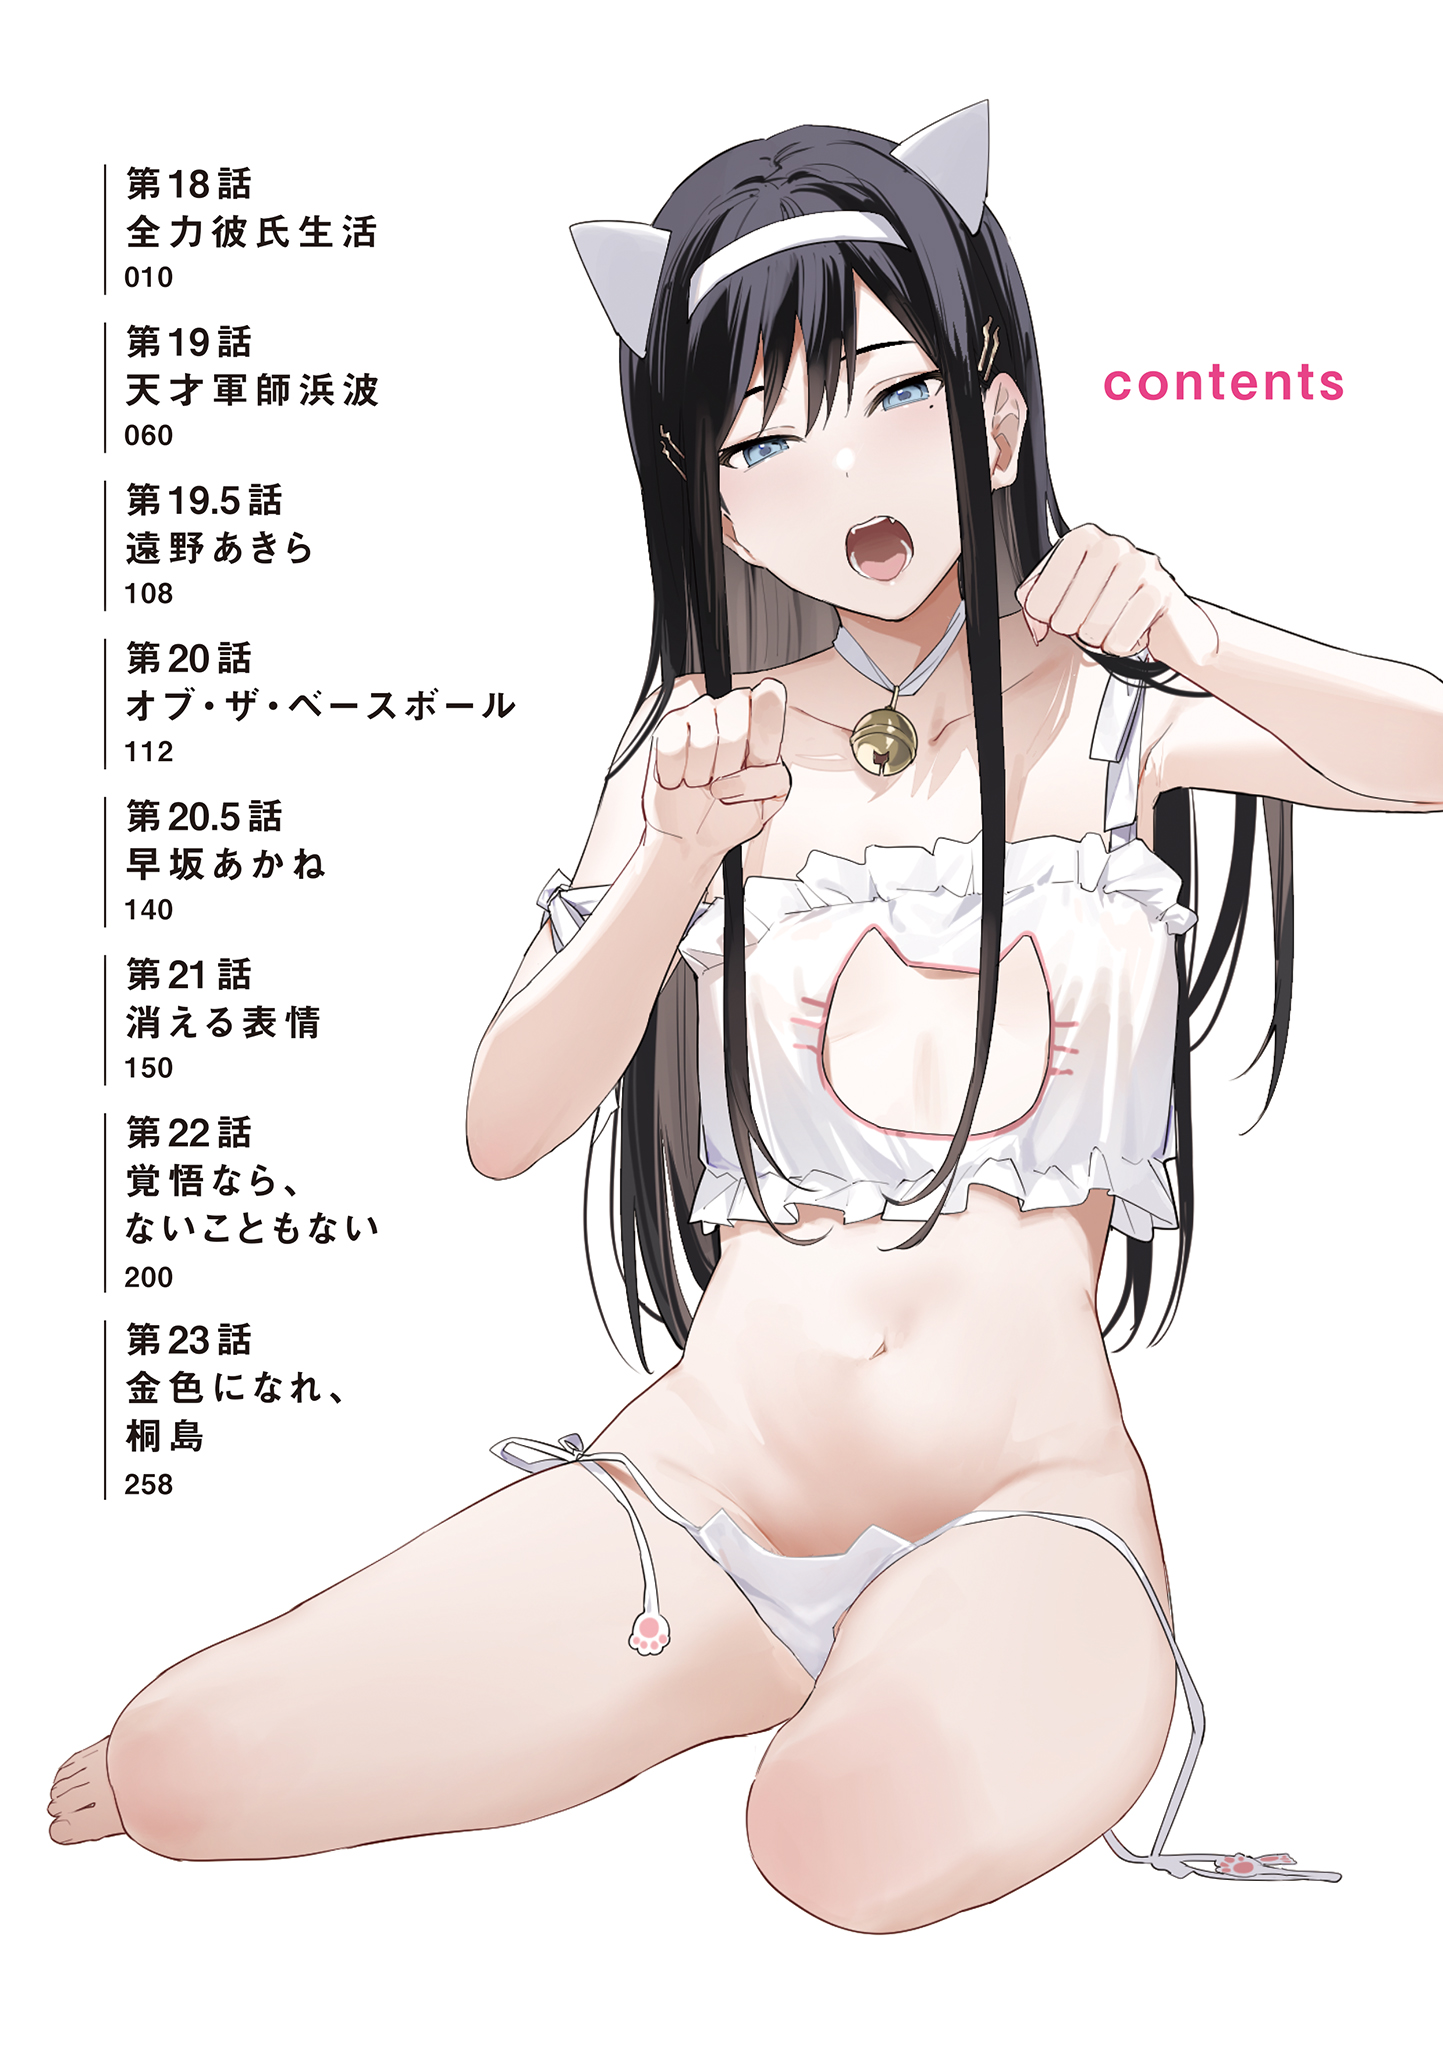 第18話
全力彼氏生活
010
第19話
天才軍師浜波
060
第19.5話
遠野あきら
108
第20話
オブ・ザ・ベースボール
112
第20.5話
早坂あかね
140
第21話
消える表情
150
第22話
覚悟なら、
ないこともない
200
第23話
金色になれ、
桐島
258
contents